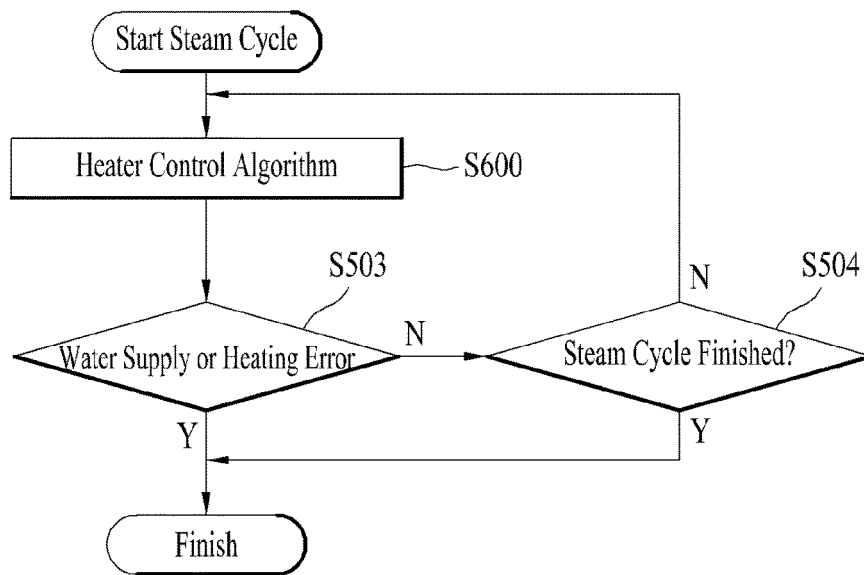 Start Steam Cycle
Heater Control Algorithm
S600
S503
S504
N
Water Supply or Heating Error
N
Steam Cycle Finished?
Y
Y
Finish